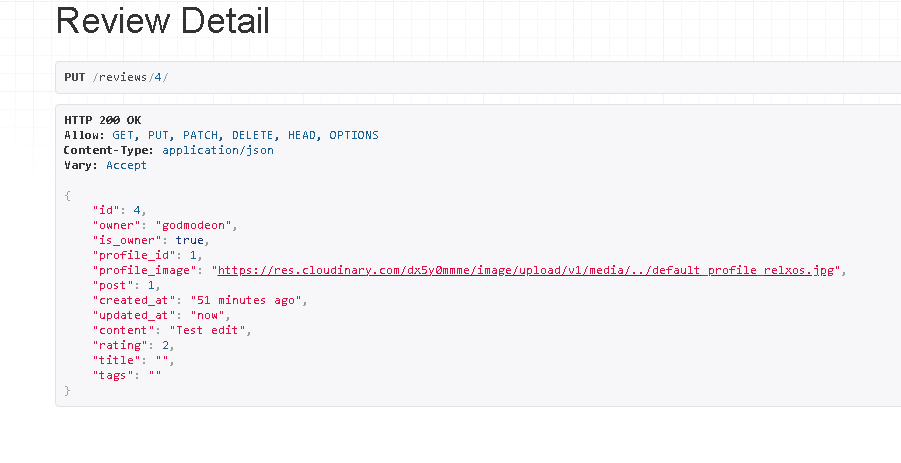 Review Detail
PUT /reviews/4/
HTTP 200 OK
Allow: GET, PUT, PATCH, DELETE, HEAD, OPTIONS
Content-Type: application/json
Vary: Accept
{
"id": 4,
"owner": "godmodeon",
"is_owner": true,
"profile_id": 1,
"profile_image": "https://res.cloudinary.com/dx5y0mmme/image/upload/v1/media/../default_profile_relxos.jpg",
"post": 1,
"created_at": "51 minutes ago",
"updated_at": "now",
"content": "Test edit",
"rating": 2,
"title": "",
"tags": ""
}